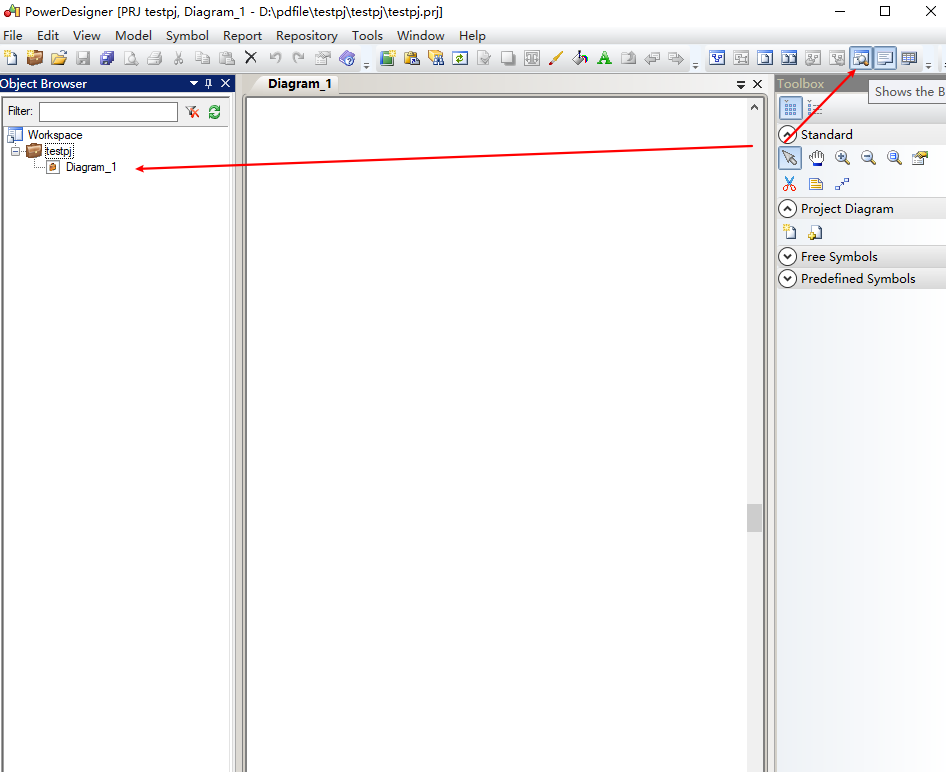 PowerDesigner [PRJ testpj, Diagram_1 - D:\pdfile\testpj\testpj\testpj.prj]
File Edit View Model Symbol Report Repository Tools Window Help
Object Browser
Diagram_1
Toolbox
Shows the B
Filter:
Workspace
testpj
Diagram_1
Standard
Project Diagram
Free Symbols
Predefined Symbols